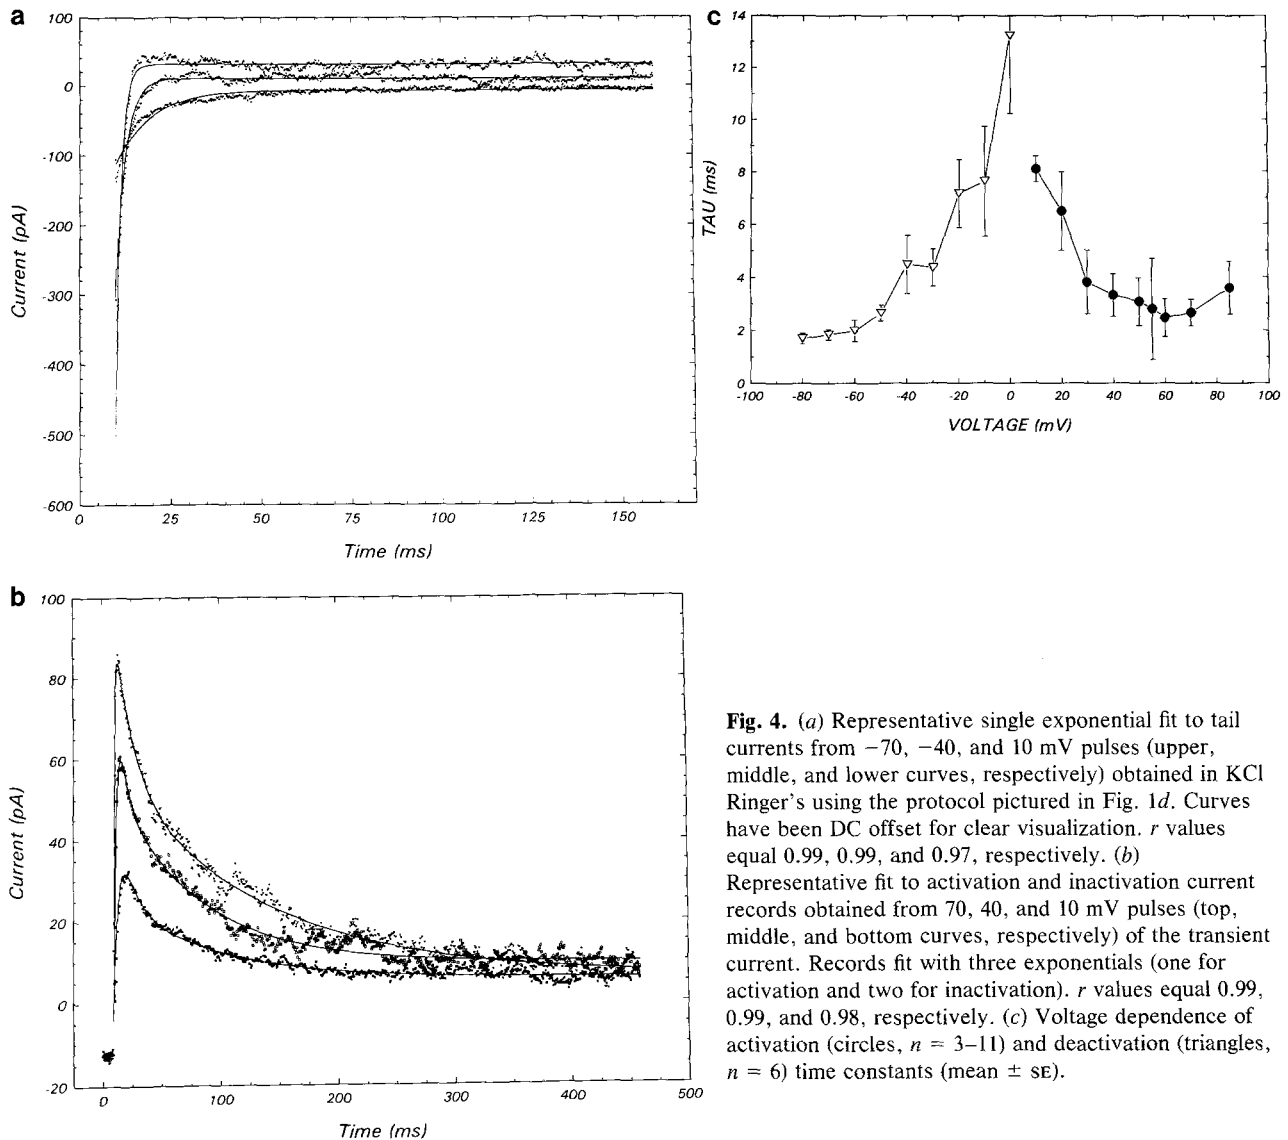 a
100
0
-100
-200
-300
-400
-500
-600
Current (pA)
0
25
50
75
100
125
150
Time (ms)
c
14
12
10
8
6
4
2
0
TAU (ms)
-100
-80
-60
-40
-20
0
20
40
60
80
100
VOLTAGE (mV)
b
100
80
60
40
20
0
-20
Current (pA)
0
100
200
300
400
500
Time (ms)
Fig. 4. (a) Representative single exponential fit to tail
currents from −70, −40, and 10 mV pulses (upper,
middle, and lower curves, respectively) obtained in KCl
Ringer's using the protocol pictured in Fig. 1d. Curves
have been DC offset for clear visualization. r values
equal 0.99, 0.99, and 0.97, respectively. (b)
Representative fit to activation and inactivation current
records obtained from 70, 40, and 10 mV pulses (top,
middle, and bottom curves, respectively) of the transient
current. Records fit with three exponentials (one for
activation and two for inactivation). r values equal 0.99,
0.99, and 0.98, respectively. (c) Voltage dependence of
activation (circles, n = 3–11) and deactivation (triangles,
n = 6) time constants (mean ± SE).